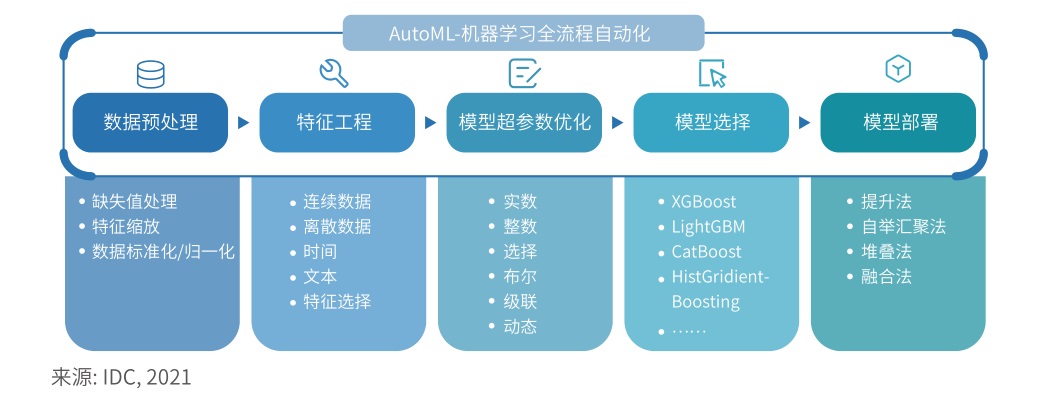 AutoML-机器学习全流程自动化
数据预处理
特征工程
模型超参数优化
模型选择
模型部署
• 缺失值处理
• 特征缩放
• 数据标准化/归一化
• 连续数据
• 离散数据
• 时间
• 文本
• 特征选择
• 实数
• 整数
• 选择
• 布尔
• 级联
• 动态
• XGBoost
• LightGBM
• CatBoost
• HistGridient-
Boosting
• ……
• 提升法
• 自举汇聚法
• 堆叠法
• 融合法
来源: IDC, 2021